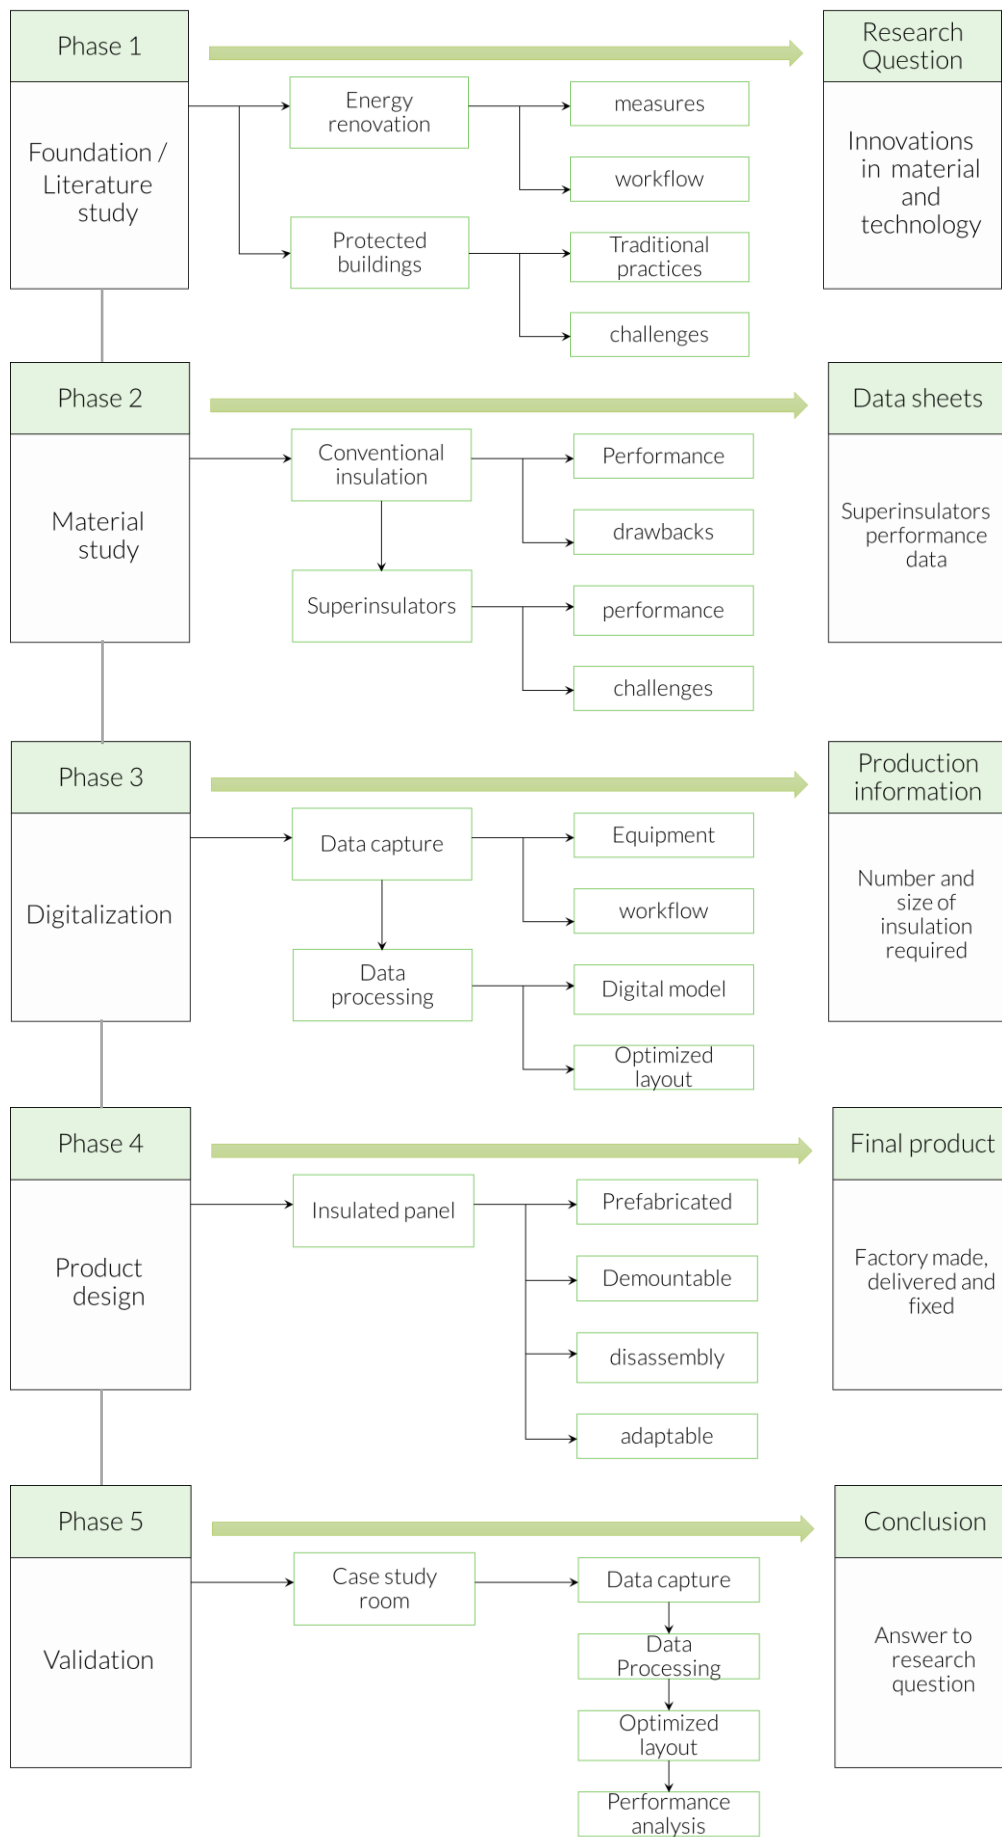 Phase 1
Research
Question
Foundation /
Literature
study
Energy
renovation
measures
workflow
Protected
buildings
Traditional
practices
challenges
Innovations
in material
and
technology
Phase 2
Data sheets
Material
study
Conventional
insulation
Performance
drawbacks
Superinsulators
performance
challenges
Superinsulators
performance
data
Phase 3
Production
information
Digitalization
Data capture
Equipment
workflow
Data
processing
Digital model
Optimized
layout
Number and
size of
insulation
required
Phase 4
Final product
Product
design
Insulated panel
Prefabricated
Demountable
disassembly
adaptable
Factory made,
delivered and
fixed
Phase 5
Conclusion
Validation
Case study
room
Data capture
Data
Processing
Optimized
layout
Performance
analysis
Answer to
research
question